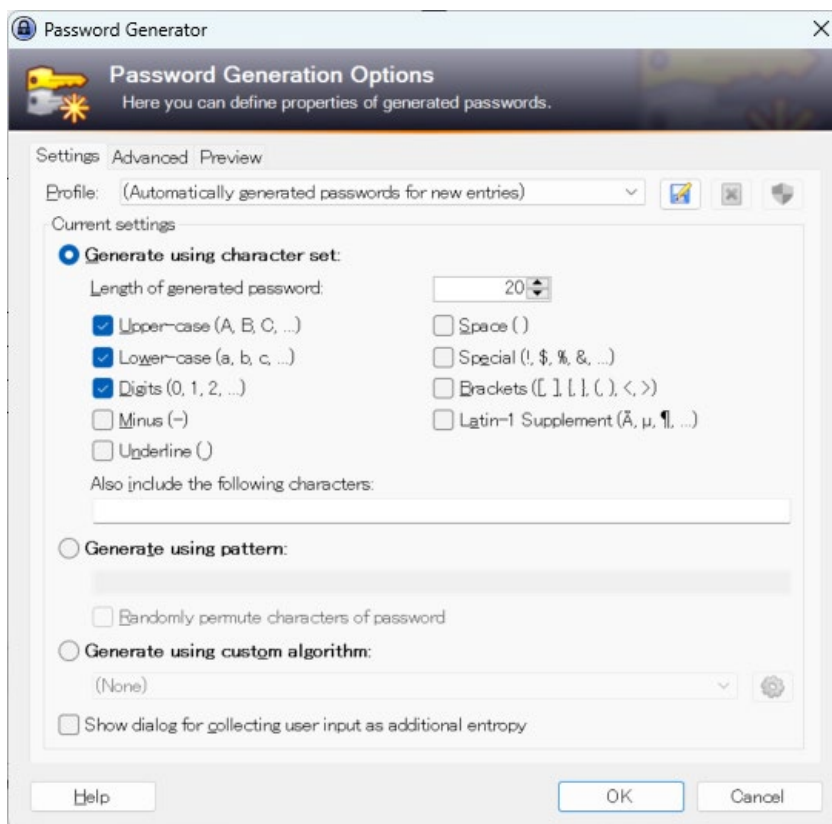 Password Generator
Password Generation Options
Here you can define properties of generated passwords.
Settings Advanced Preview
Profile: (Automatically generated passwords for new entries)
Current settings
Generate using character set:
Length of generated password: 20
Upper-case (A, B, C, ...) Space ( )
Lower-case (a, b, c, ...) Special (!, $, %, &, ...)
Digits (0, 1, 2, ...) Brackets ([, ], {, }, (, ), <, >)
Minus (-) Latin-1 Supplement (Ä, µ, ¶, ...)
Underline (_)
Also include the following characters:
Generate using pattern:
Randomly permute characters of password
Generate using custom algorithm:
(None)
Show dialog for collecting user input as additional entropy
Help OK Cancel